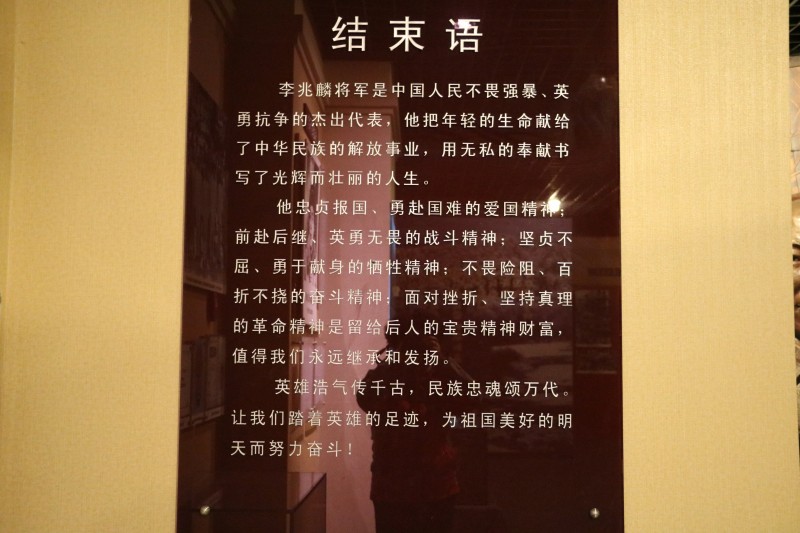 结束语
李兆麟将军是中国人民不畏强暴、英
勇抗争的杰出代表，他把年轻的生命献给
了中华民族的解放事业，用无私的奉献书
写了光辉而壮丽的人生。
他忠贞报国、勇赴国难的爱国精神；
前赴后继、英勇无畏的战斗精神；坚贞不
屈、勇于献身的牺牲精神；不畏险阻、百
折不挠的奋斗精神；面对挫折、坚持真理
的革命精神是留给后人的宝贵精神财富，
值得我们永远继承和发扬。
英雄浩气传千古，民族忠魂颂万代。
让我们踏着英雄的足迹，为祖国美好的明
天而努力奋斗！